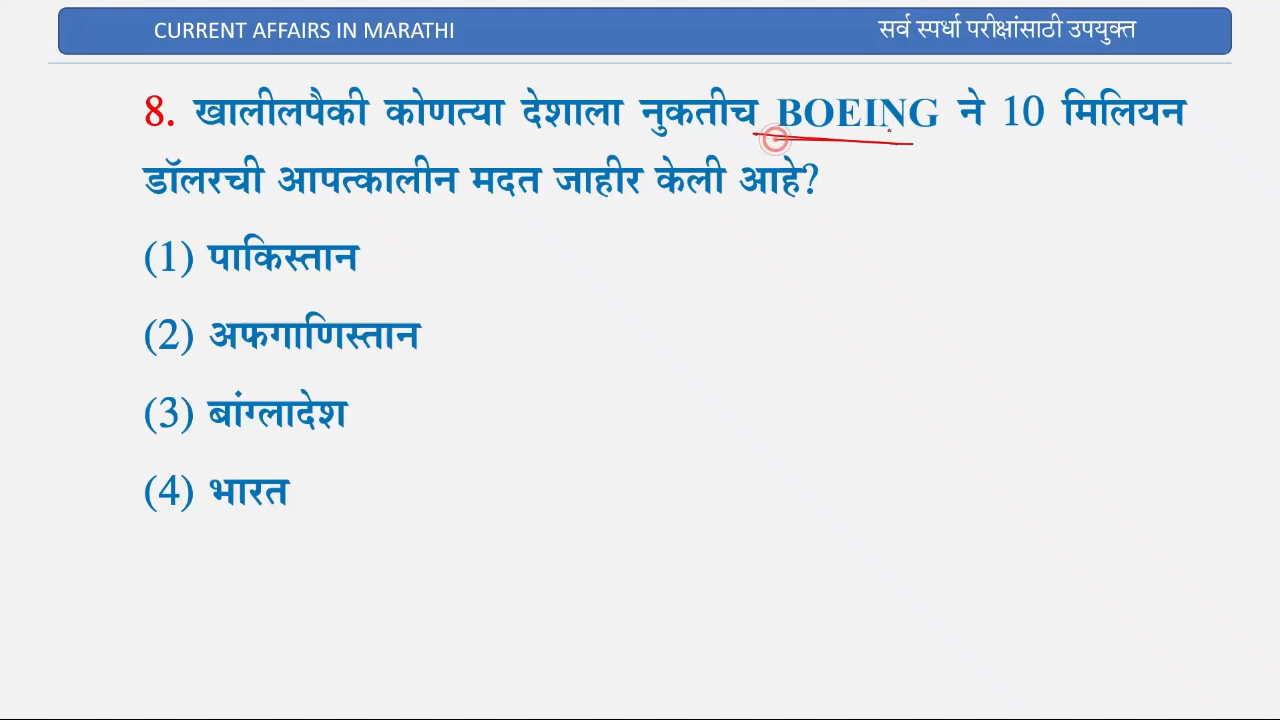 CURRENT AFFAIRS IN MARATHI
सर्व स्पर्धा परीक्षांसाठी उपयुक्त
8. खालीलपैकी कोणत्या देशाला नुकतीच BOEING ने 10 मिलियन
डॉलरची आपत्कालीन मदत जाहीर केली आहे?
(1) पाकिस्तान
(2) अफगाणिस्तान
(3) बांग्लादेश
(4) भारत